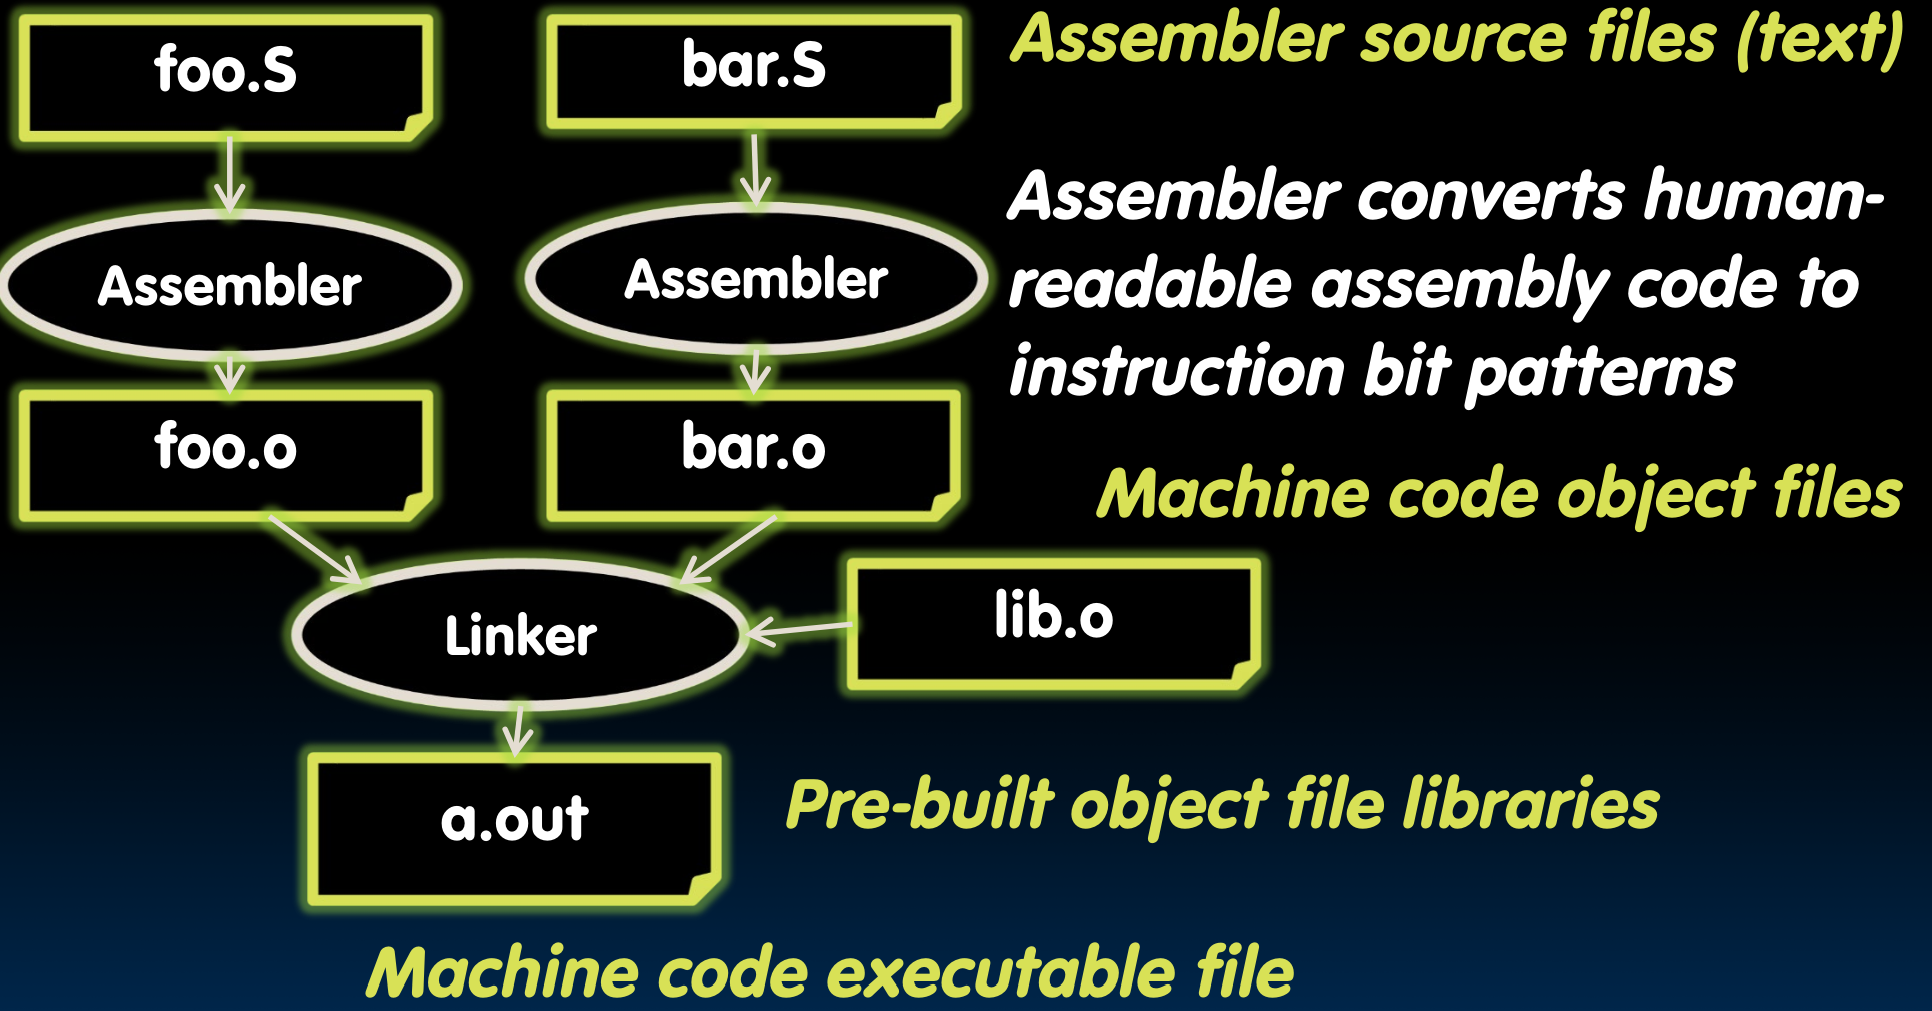 foo.S
bar.S
Assembler source files (text)
Assembler
Assembler
Assembler converts human-
readable assembly code to
instruction bit patterns
foo.o
bar.o
Machine code object files
Linker
lib.o
a.out
Pre-built object file libraries
Machine code executable file